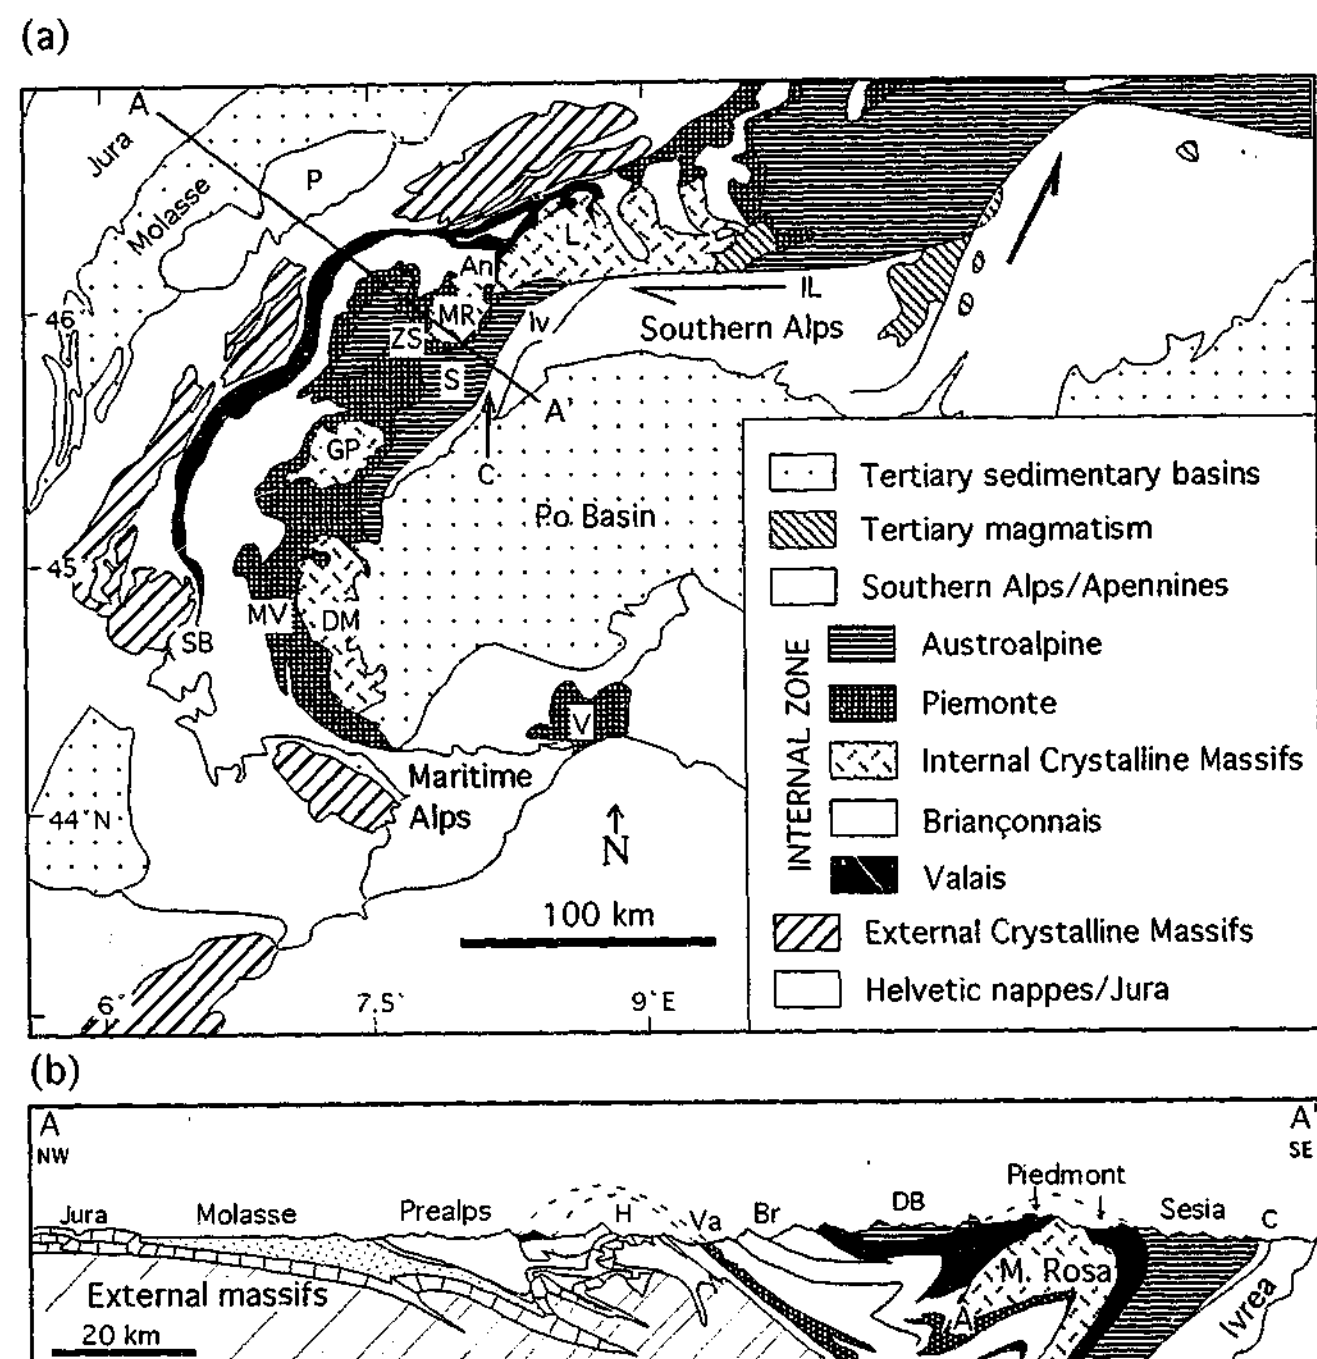 (a)
A
Jura
Molasse
P
L
An
46°
MR
Iv
IL
ZS
Southern Alps
S
A'
GP
C
Po Basin
45
MV
DM
SB
V
Maritime
Alps
44°N
N
100 km
6°
7.5°
9°E
Tertiary sedimentary basins
Tertiary magmatism
Southern Alps/Apennines
INTERNAL ZONE
Austroalpine
Piemonte
Internal Crystalline Massifs
Briançonnais
Valais
External Crystalline Massifs
Helvetic nappes/Jura
(b)
A
NW
A'
SE
Piedmont
Jura
Molasse
Prealps
H
Va
Br
DB
Sesia
C
External massifs
M. Rosa
A
Ivrea
20 km